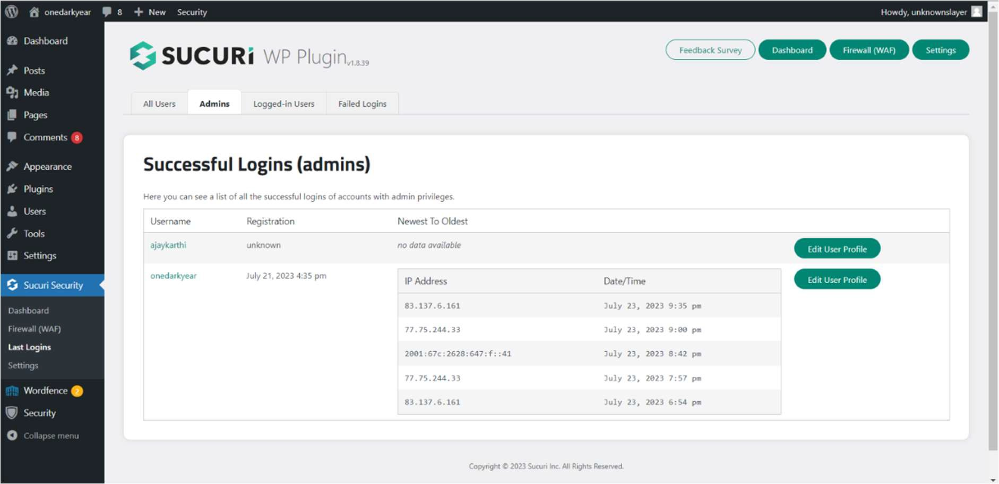 onedarkyear 8 New Security Howdy, unknownslayer
Dashboard
Posts
Media
Pages
Comments 8
Appearance
Plugins
Users
Tools
Settings
Sucuri Security
Dashboard
Firewall (WAF)
Last Logins
Settings
Wordfence 2
Security
Collapse menu
SUCURi WP Plugin v1.8.39
Feedback Survey Dashboard Firewall (WAF) Settings
All Users Admins Logged-in Users Failed Logins
Successful Logins (admins)
Here you can see a list of all the successful logins of accounts with admin privileges.
Username Registration Newest To Oldest
ajaykarthi unknown no data available Edit User Profile
onedarkyear July 21, 2023 4:35 pm Edit User Profile
IP Address Date/Time
83.137.6.161 July 23, 2023 9:35 pm
77.75.244.33 July 23, 2023 9:00 pm
2001:67c:2628:647:f::41 July 23, 2023 8:42 pm
77.75.244.33 July 23, 2023 7:57 pm
83.137.6.161 July 23, 2023 6:54 pm
Copyright © 2023 Sucuri Inc. All Rights Reserved.